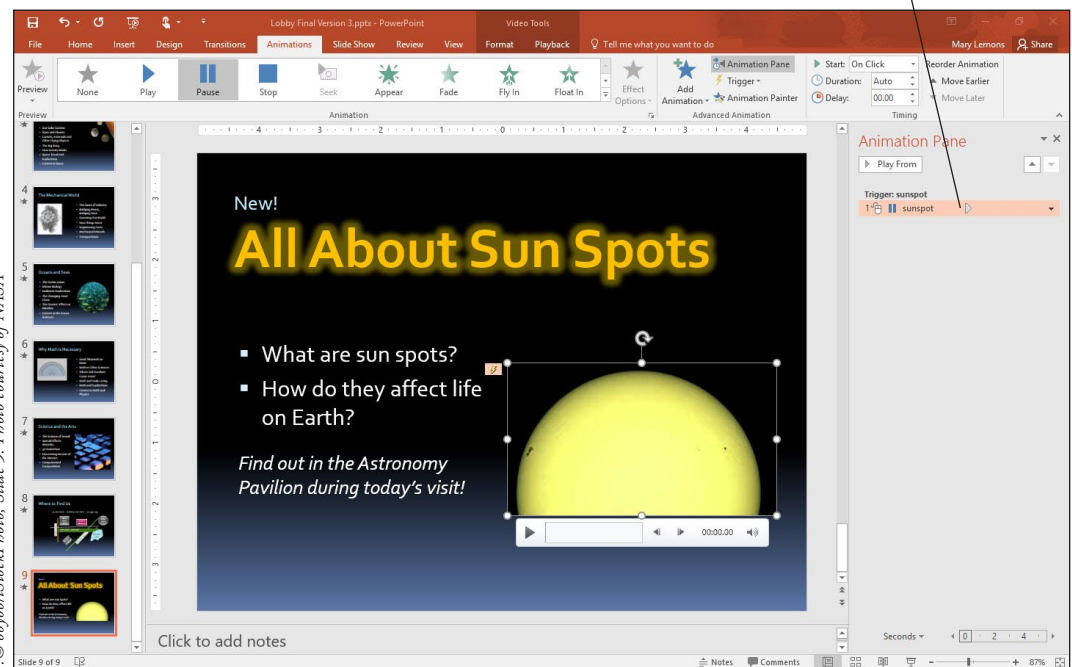 Lobby Final Version 3.pptx - PowerPoint
Video Tools
File Home Insert Design Transitions Animations Slide Show Review View Format Playback Tell me what you want to do
Mary Lemons Share
Preview
None Play Pause Stop Seek Appear Fade Fly In Float In
Effect Options
Add Animation
Animation Pane
Trigger
Animation Painter
Start: On Click
Duration: Auto
Delay: 00.00
Reorder Animation
Move Earlier
Move Later
Preview Animation Advanced Animation Timing
4
The Mechanical World
5
Oceans and Seas
6
Why Math Is Necessary
7
Science and the Arts
8
Where to Find Us
9
All About Sun Spots
New!
All About Sun Spots
What are sun spots?
How do they affect life
on Earth?
Find out in the Astronomy
Pavilion during today's visit!
00:00.00
Animation Pane
Play From
Trigger: sunspot
1 sunspot
Seconds 0 2 4
Click to add notes
Slide 9 of 9
Notes Comments 87%